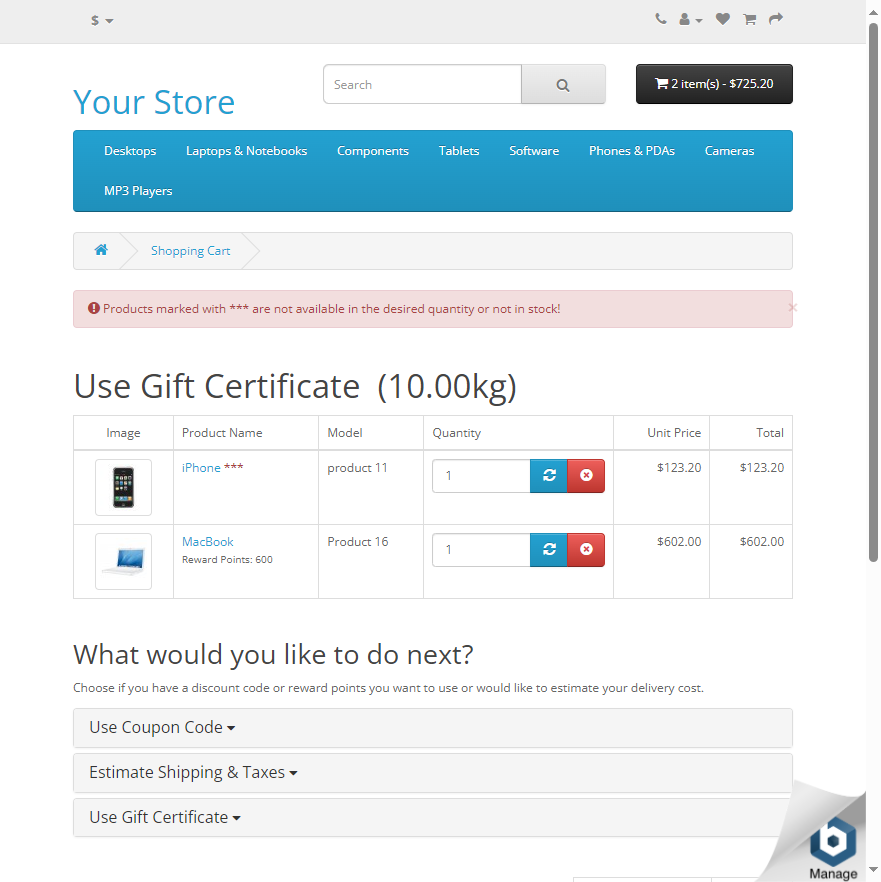 $
Your Store
Search
2 item(s) - $725.20
Desktops Laptops & Notebooks Components Tablets Software Phones & PDAs Cameras
MP3 Players
Shopping Cart
Products marked with *** are not available in the desired quantity or not in stock!
×
Use Gift Certificate (10.00kg)
Image Product Name Model Quantity Unit Price Total
iPhone *** product 11 1 $123.20 $123.20
MacBook Product 16 1 $602.00 $602.00
Reward Points: 600
What would you like to do next?
Choose if you have a discount code or reward points you want to use or would like to estimate your delivery cost.
Use Coupon Code
Estimate Shipping & Taxes
Use Gift Certificate
b
Manage